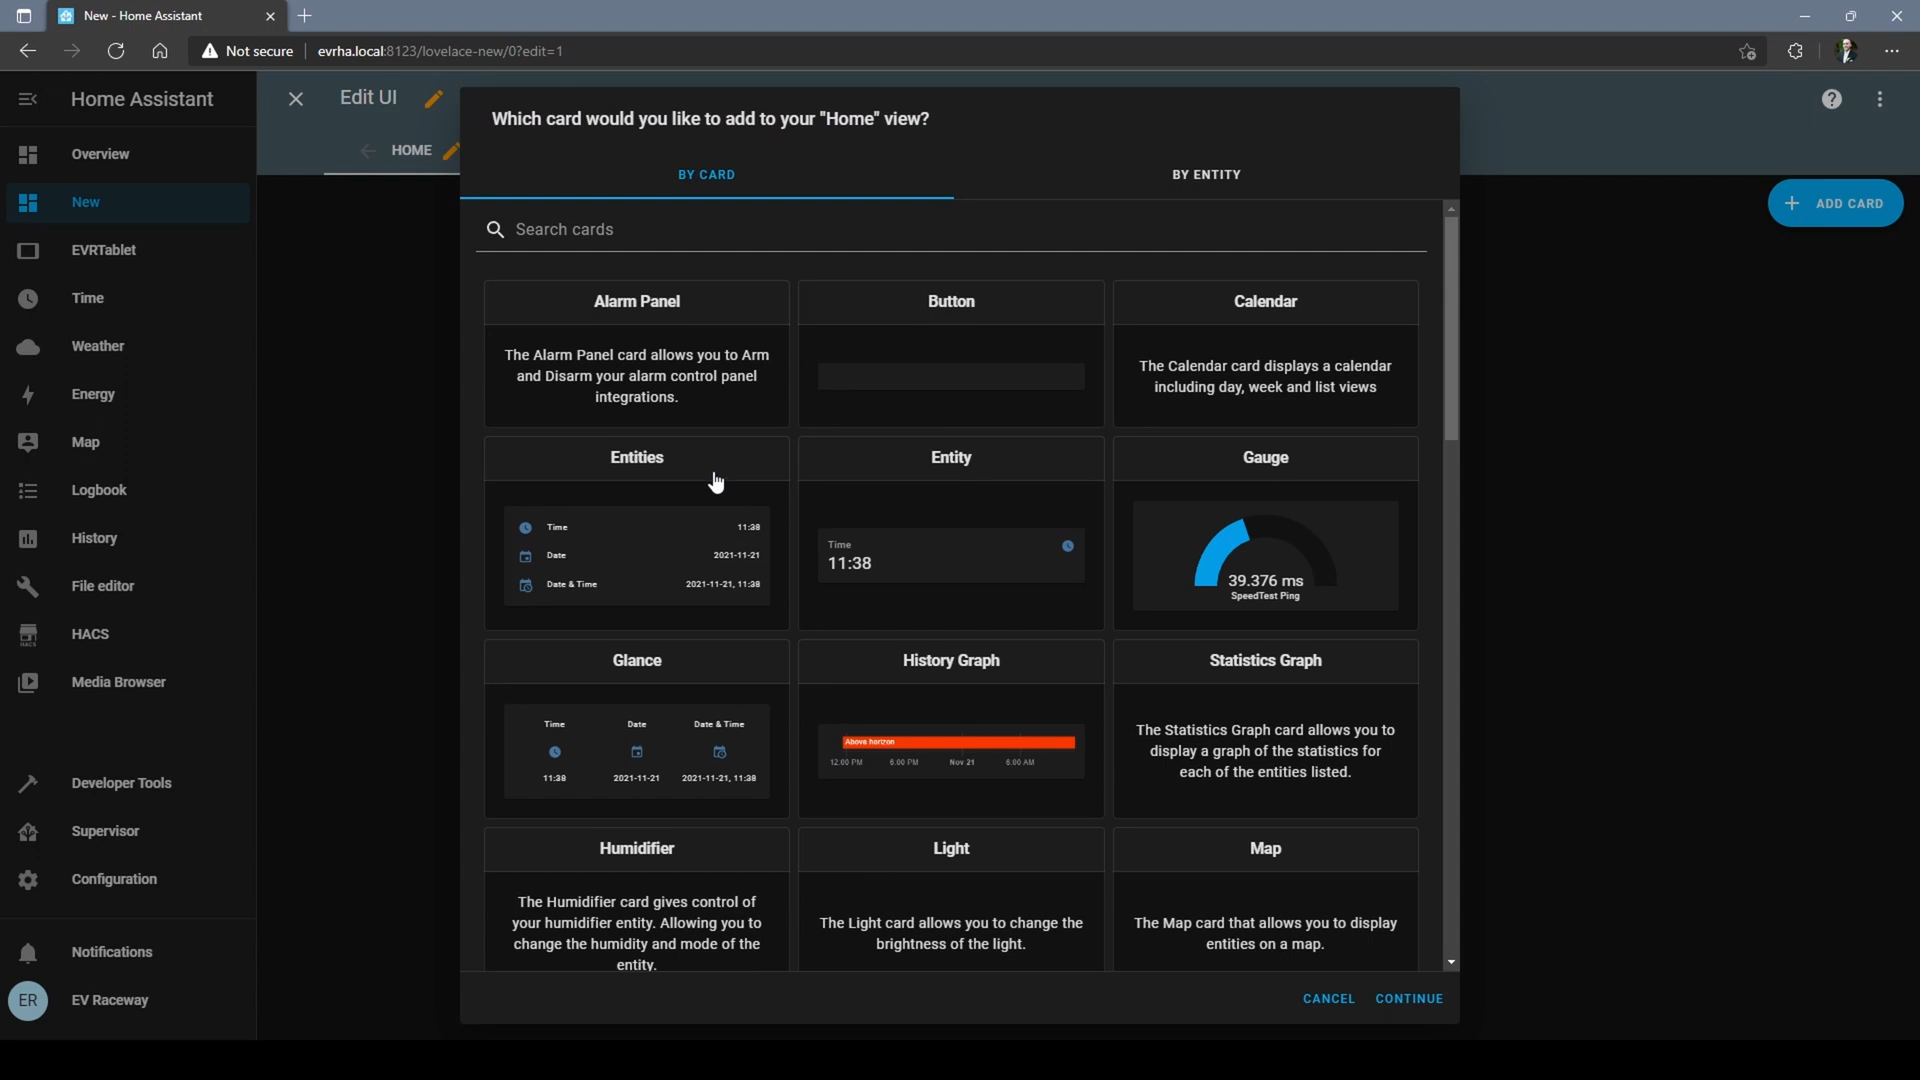 New - Home Assistant
Not secure
evrha.local:8123/lovelace-new/0?edit=1
Home Assistant
Edit UI
HOME
Overview
New
EVRTablet
Time
Weather
Energy
Map
Logbook
History
File editor
HACS
HACS
Media Browser
Developer Tools
Supervisor
Configuration
Notifications
ER
EV Raceway
ADD CARD
Which card would you like to add to your "Home" view?
BY CARD
BY ENTITY
Search cards
Alarm Panel
The Alarm Panel card allows you to Arm
and Disarm your alarm control panel
integrations.
Button
Calendar
The Calendar card displays a calendar
including day, week and list views
Entities
Time 11:38
Date 2021-11-21
Date & Time 2021-11-21, 11:38
Entity
Time
11:38
Gauge
39.376 ms
SpeedTest Ping
Glance
Time Date Date & Time
11:38 2021-11-21 2021-11-21, 11:38
History Graph
Above horizon
12:00 PM 6:00 PM Nov 21 6:00 AM
Statistics Graph
The Statistics Graph card allows you to
display a graph of the statistics for
each of the entities listed.
Humidifier
The Humidifier card gives control of
your humidifier entity. Allowing you to
change the humidity and mode of the
entity.
Light
The Light card allows you to change the
brightness of the light.
Map
The Map card that allows you to display
entities on a map.
CANCEL
CONTINUE